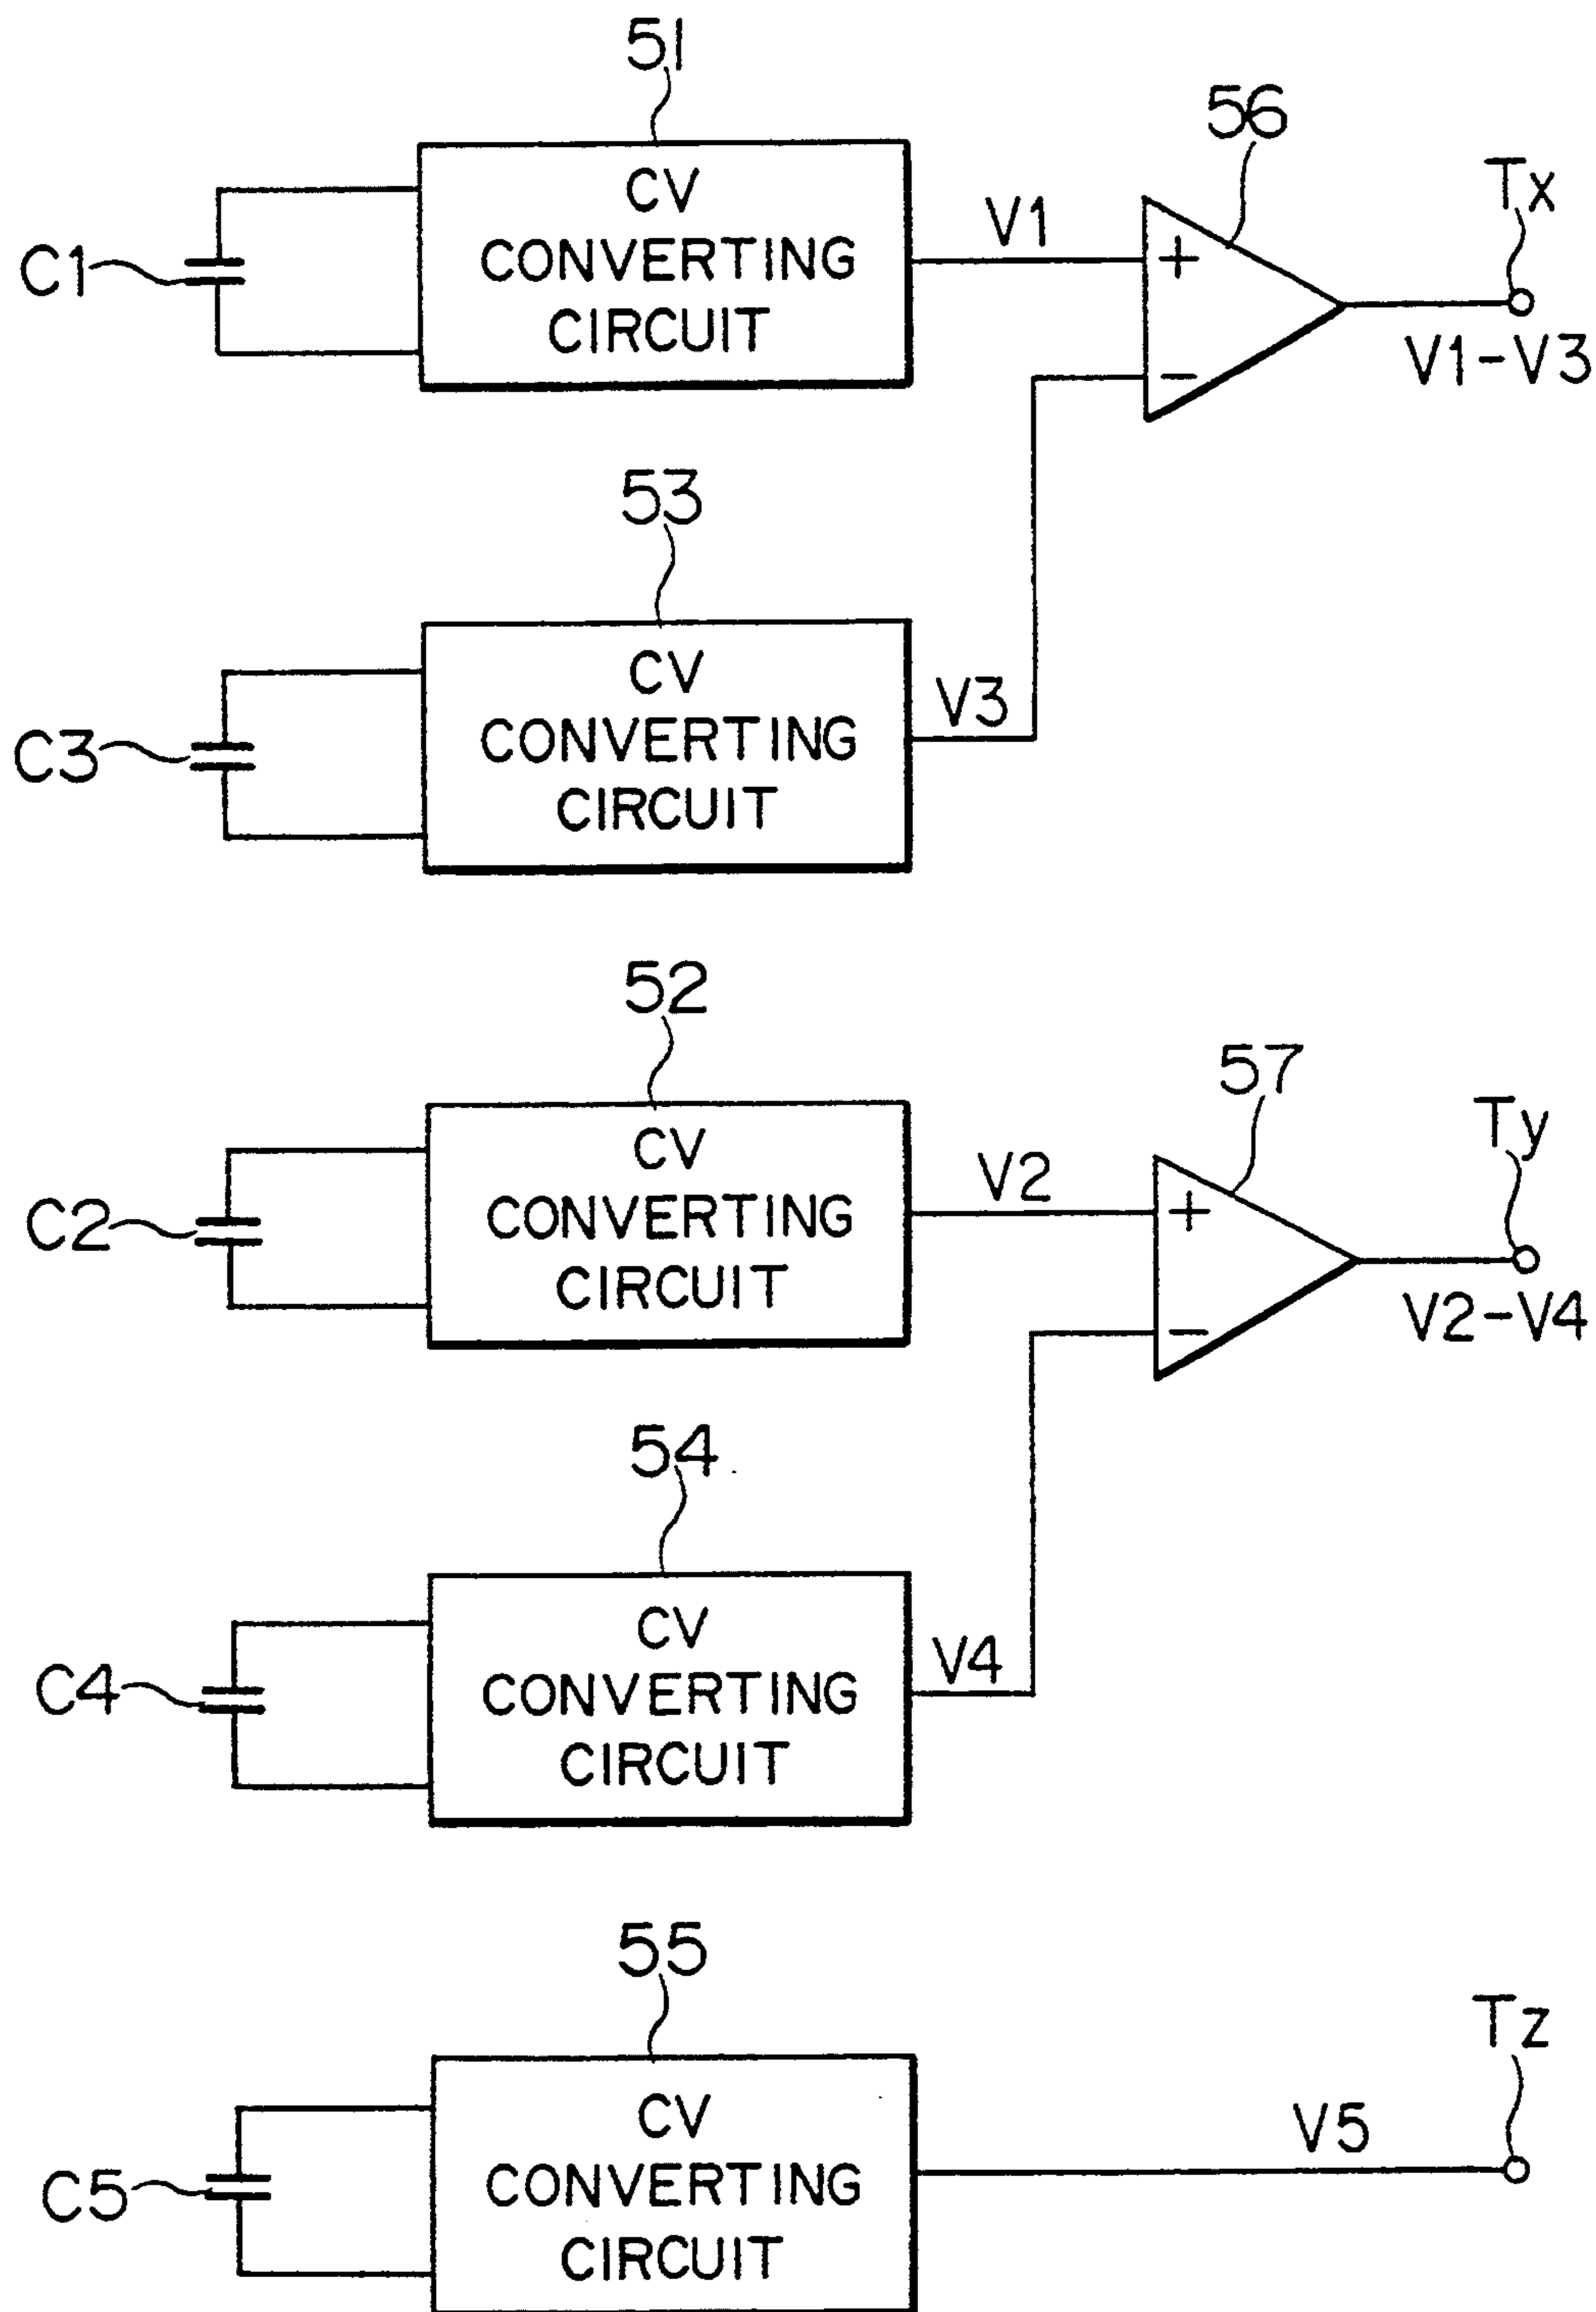 51
CV
CONVERTING
CIRCUIT
C1
V1
56
+
−
Tx
V1−V3
53
CV
CONVERTING
CIRCUIT
C3
V3
52
CV
CONVERTING
CIRCUIT
C2
V2
57
+
−
Ty
V2−V4
54
CV
CONVERTING
CIRCUIT
C4
V4
55
CV
CONVERTING
CIRCUIT
C5
V5
Tz